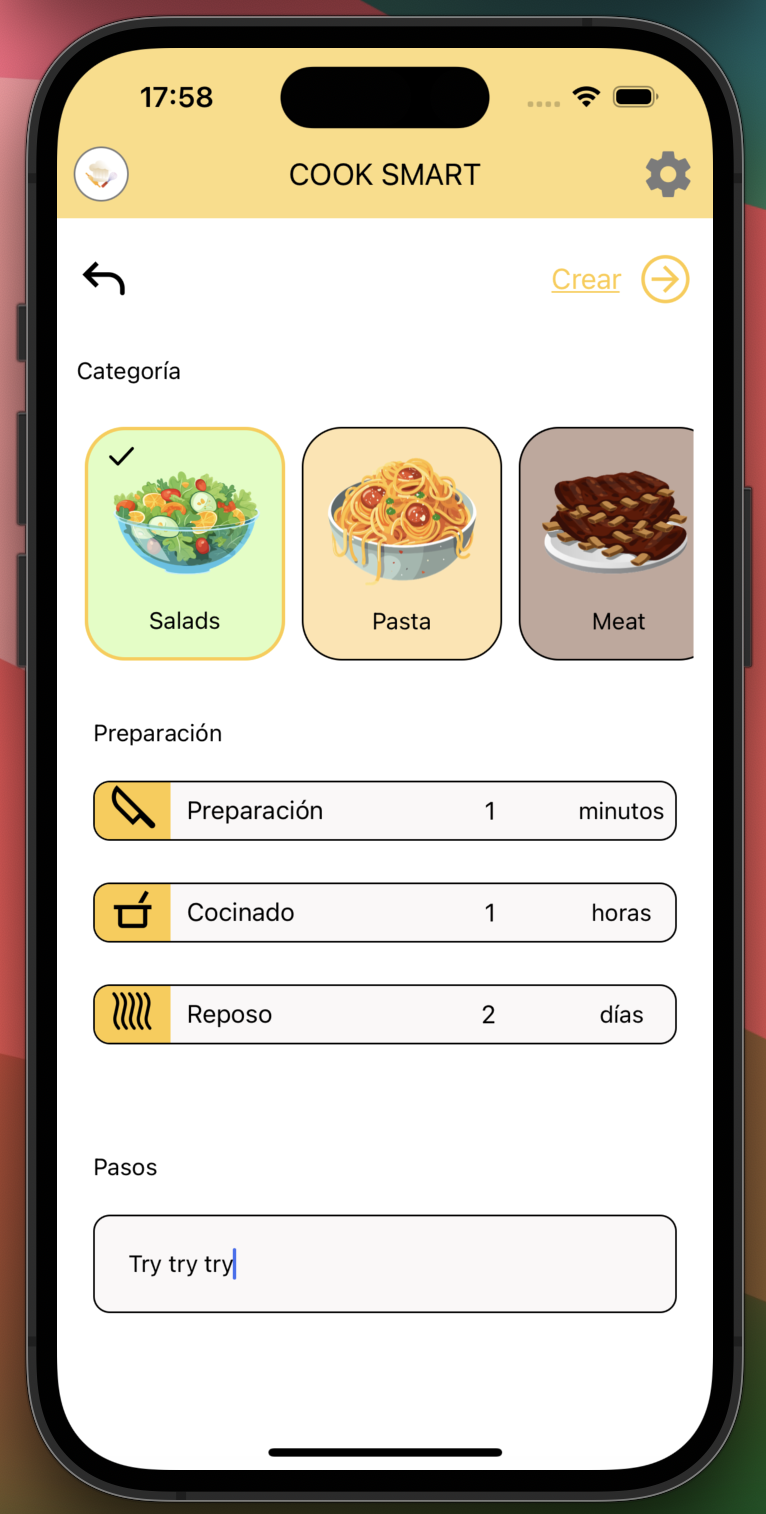 17:58
COOK SMART
Crear
Categoría
Salads Pasta Meat
Preparación
Preparación 1 minutos
Cocinado 1 horas
Reposo 2 días
Pasos
Try try try